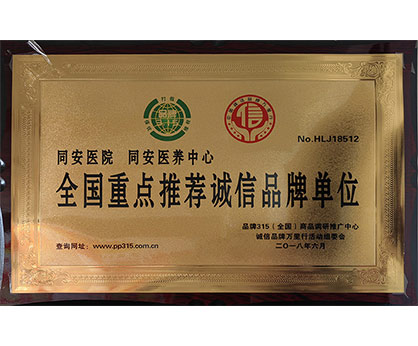 No.HLJ18512
同安医院 同安医养中心
全国重点推荐诚信品牌单位
品牌315（全国）商品调研推广中心
诚信品牌万里行活动组委会
查询网址：www.pp315.com.cn
二〇一八年六月